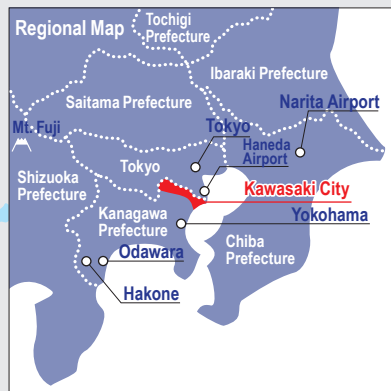 Regional Map
Tochigi
Prefecture
Ibaraki Prefecture
Saitama Prefecture
Narita Airport
Mt. Fuji
Tokyo
Haneda
Airport
Tokyo
Shizuoka
Prefecture
Kawasaki City
Kanagawa
Prefecture
Yokohama
Chiba
Prefecture
Odawara
Hakone